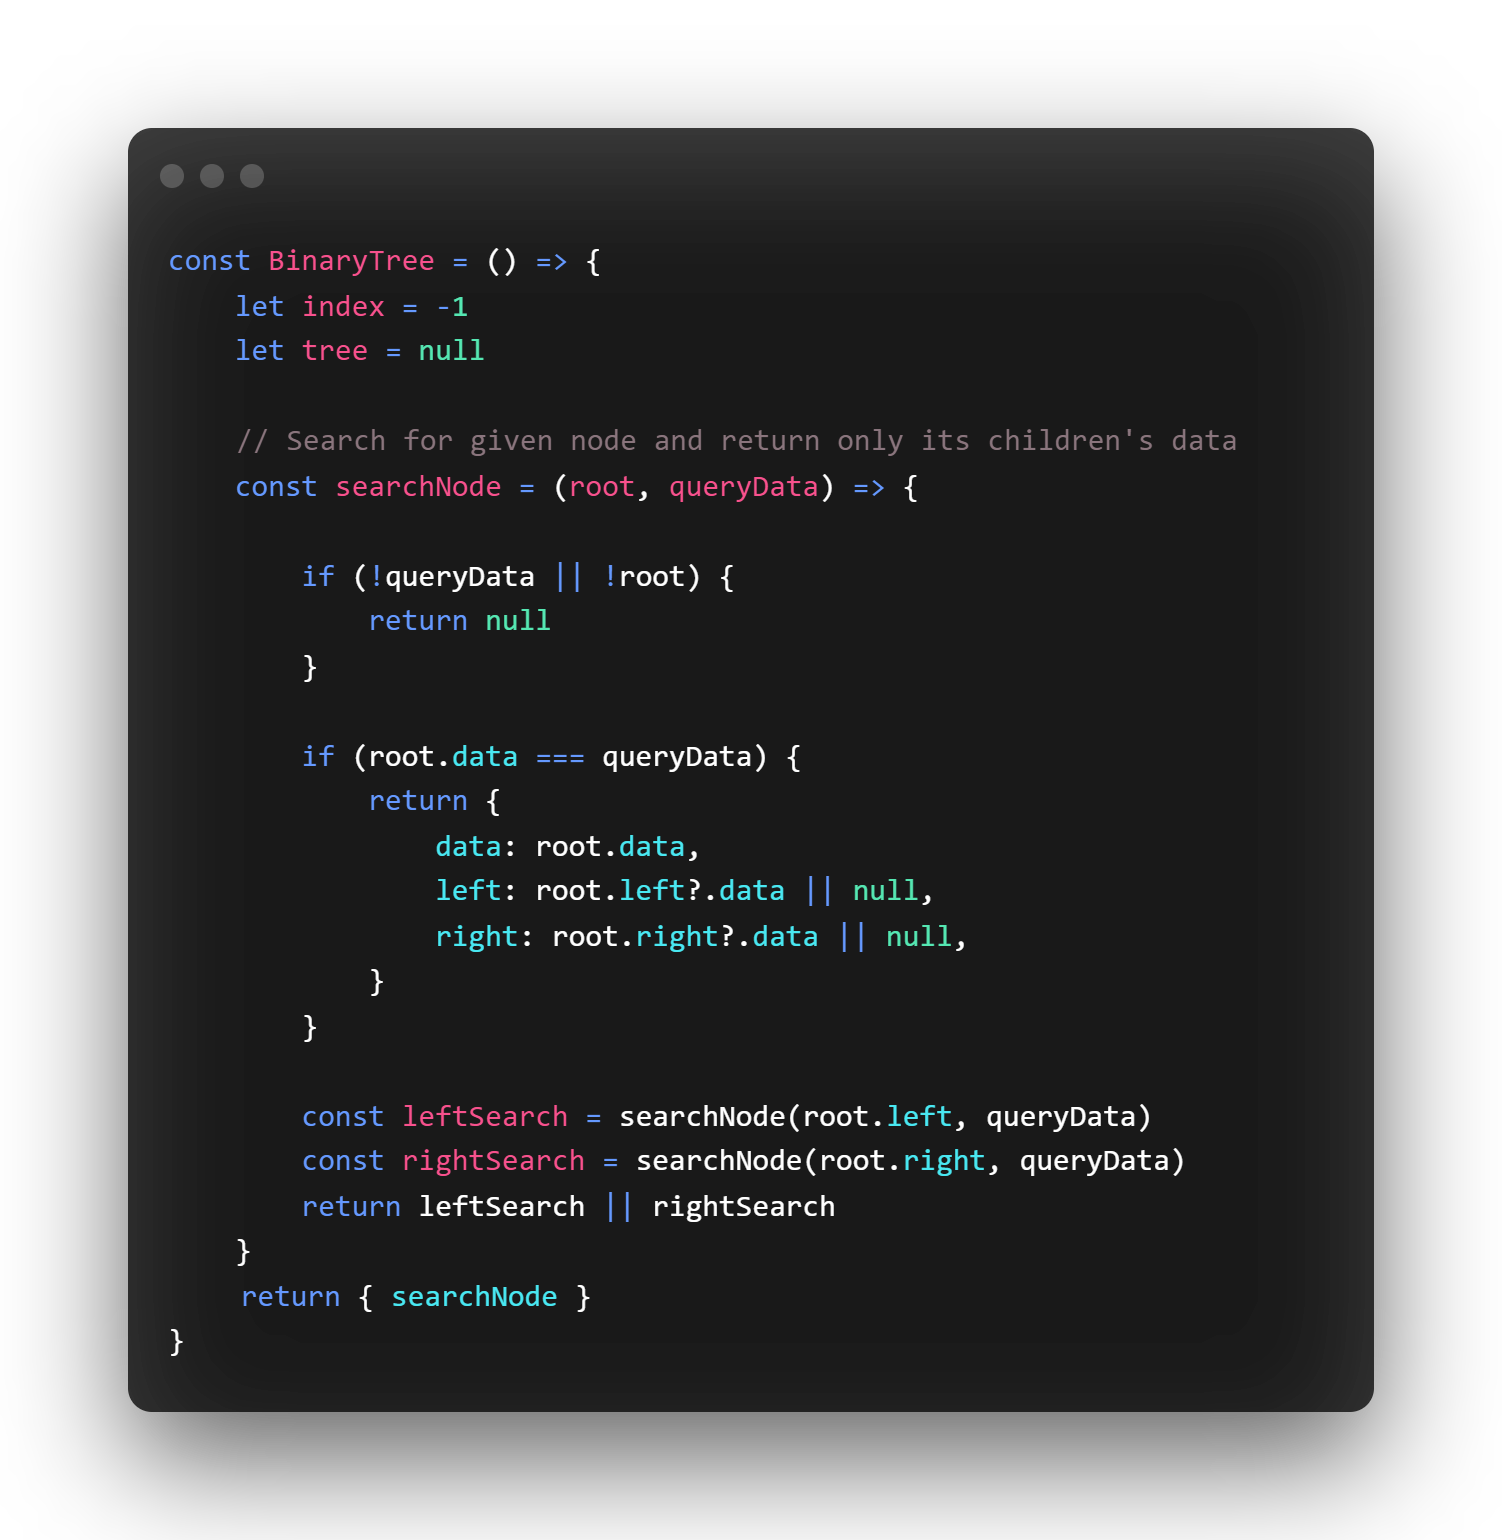 const BinaryTree = () => {
    let index = -1
    let tree = null

    // Search for given node and return only its children's data
    const searchNode = (root, queryData) => {

        if (!queryData || !root) {
            return null
        }

        if (root.data === queryData) {
            return {
                data: root.data,
                left: root.left?.data || null,
                right: root.right?.data || null,
            }
        }

        const leftSearch = searchNode(root.left, queryData)
        const rightSearch = searchNode(root.right, queryData)
        return leftSearch || rightSearch
    }
    return { searchNode }
}